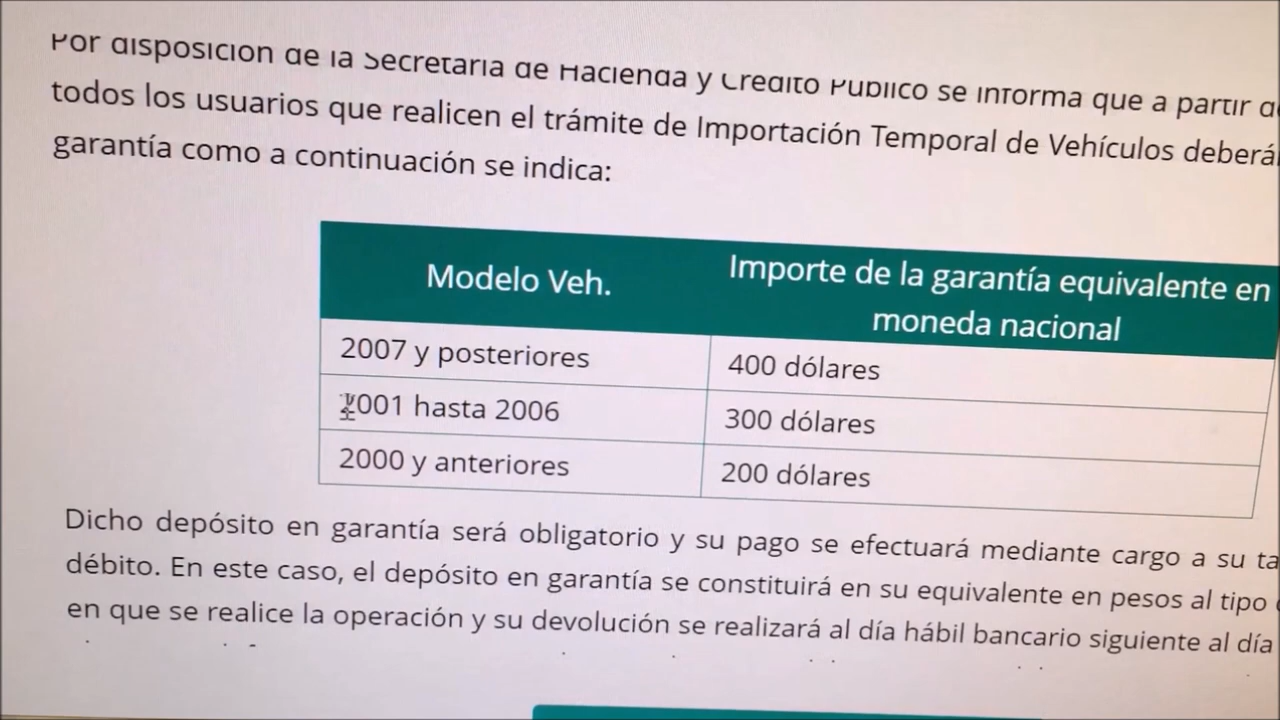 Por disposición de la Secretaría de Hacienda y Crédito Público se informa que a partir
todos los usuarios que realicen el trámite de Importación Temporal de Vehículos
garantía como a continuación se indica:
Modelo Veh.
Importe de la garantía equivalente en
moneda nacional
2007 y posteriores
400 dólares
2001 hasta 2006
300 dólares
2000 y anteriores
200 dólares
Dicho depósito en garantía será obligatorio y su pago se efectuará mediante cargo a su
débito. En este caso, el depósito en garantía se constituirá en su equivalente en pesos al tipo
en que se realice la operación y su devolución se realizará al día hábil bancario siguiente al día